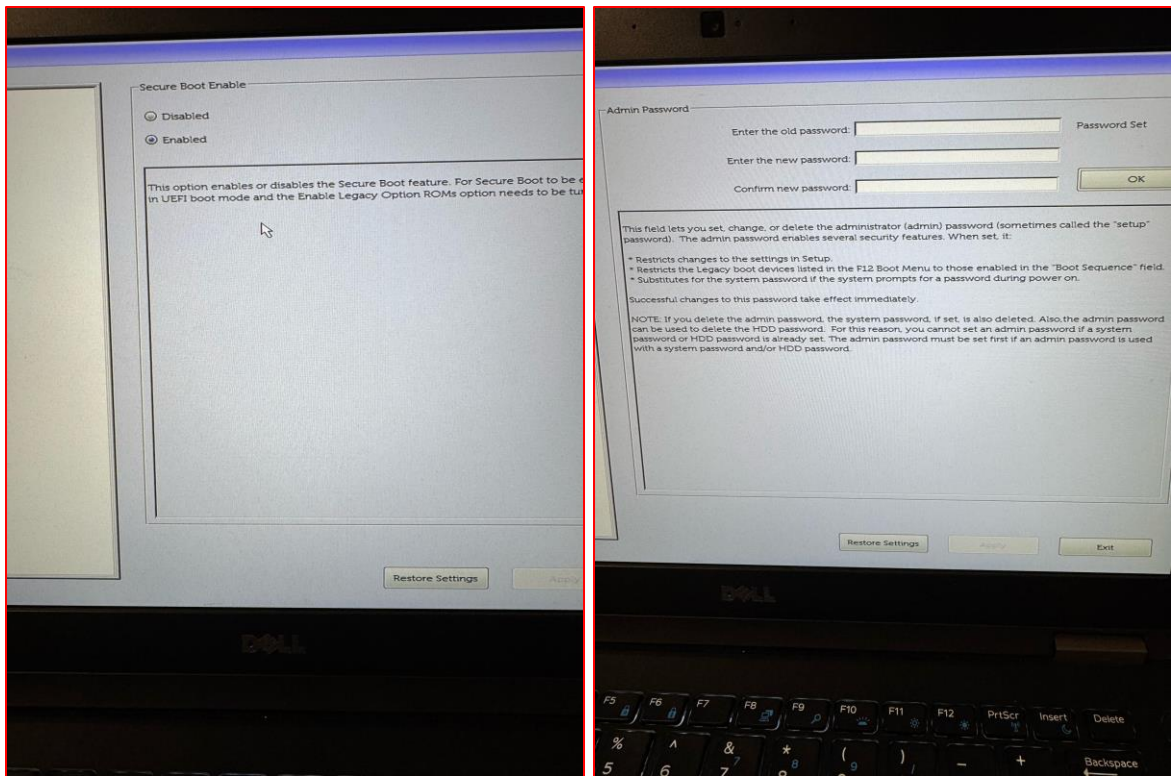 Secure Boot Enable
Disabled
Enabled
This option enables or disables the Secure Boot feature. For Secure Boot to be
in UEFI boot mode and the Enable Legacy Option ROMs option needs to be
Restore Settings
Apply
DELL
Admin Password
Enter the old password:
Password Set
Enter the new password:
Confirm new password:
OK
This field lets you set, change, or delete the administrator (admin) password (sometimes called the "setup"
password). The admin password enables several security features. When set, it:
* Restricts changes to the settings in Setup.
* Restricts the Legacy boot devices listed in the F12 Boot Menu to those enabled in the "Boot Sequence" field.
* Substitutes for the system password if the system prompts for a password during power on.
Successful changes to this password take effect immediately.
NOTE: If you delete the admin password, the system password, if set, is also deleted. Also,the admin password
can be used to delete the HDD password. For this reason, you cannot set an admin password if a system
password or HDD password is already set. The admin password must be set first if an admin password is used
with a system password and/or HDD password.
Restore Settings
Apply
Exit
DELL
F5 F6 F7 F8 F9 F10 F11 F12 PrtScr Insert Delete
% ^ & * ( ) _ + Backspace
5 6 7 7 8 9